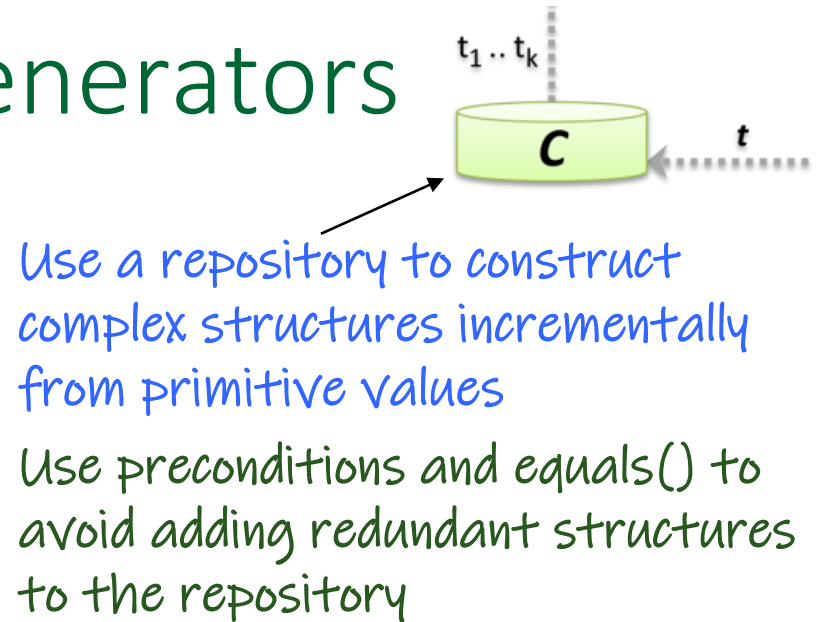 enerators
t₁ .. tₖ
C
t
Use a repository to construct
complex structures incrementally
from primitive values
Use preconditions and equals() to
avoid adding redundant structures
to the repository